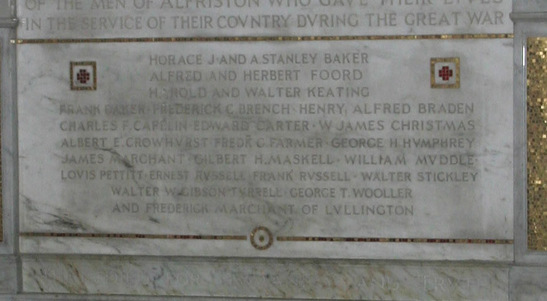 OF THE MEN OF ALFRISTON WHO GAVE THEIR LIVES
IN THE SERVICE OF THEIR COVNTRY DVRING THE GREAT WAR
HORACE J. AND A. STANLEY BAKER
ALFRED AND HERBERT FOORD
HAROLD AND WALTER KEATING
FRANK BAKER · FREDERICK C. BRENCH · HENRY, ALFRED BRADEN
CHARLES F. CAPELIN · EDWARD CARTER · W. JAMES CHRISTMAS
ALBERT E. CROWHVRST · FREDK C. FARMER · GEORGE H. HVMPHREY
JAMES MARCHANT · GILBERT H. MASKELL · WILLIAM MVDDLE
LOVIS PETTITT · ERNEST RVSSELL · FRANK RVSSELL · WALTER STICKLEY
WALTER W. GIBSON TYRRELL · GEORGE T. WOOLLER
AND FREDERICK MARCHANT OF LVLLINGTON